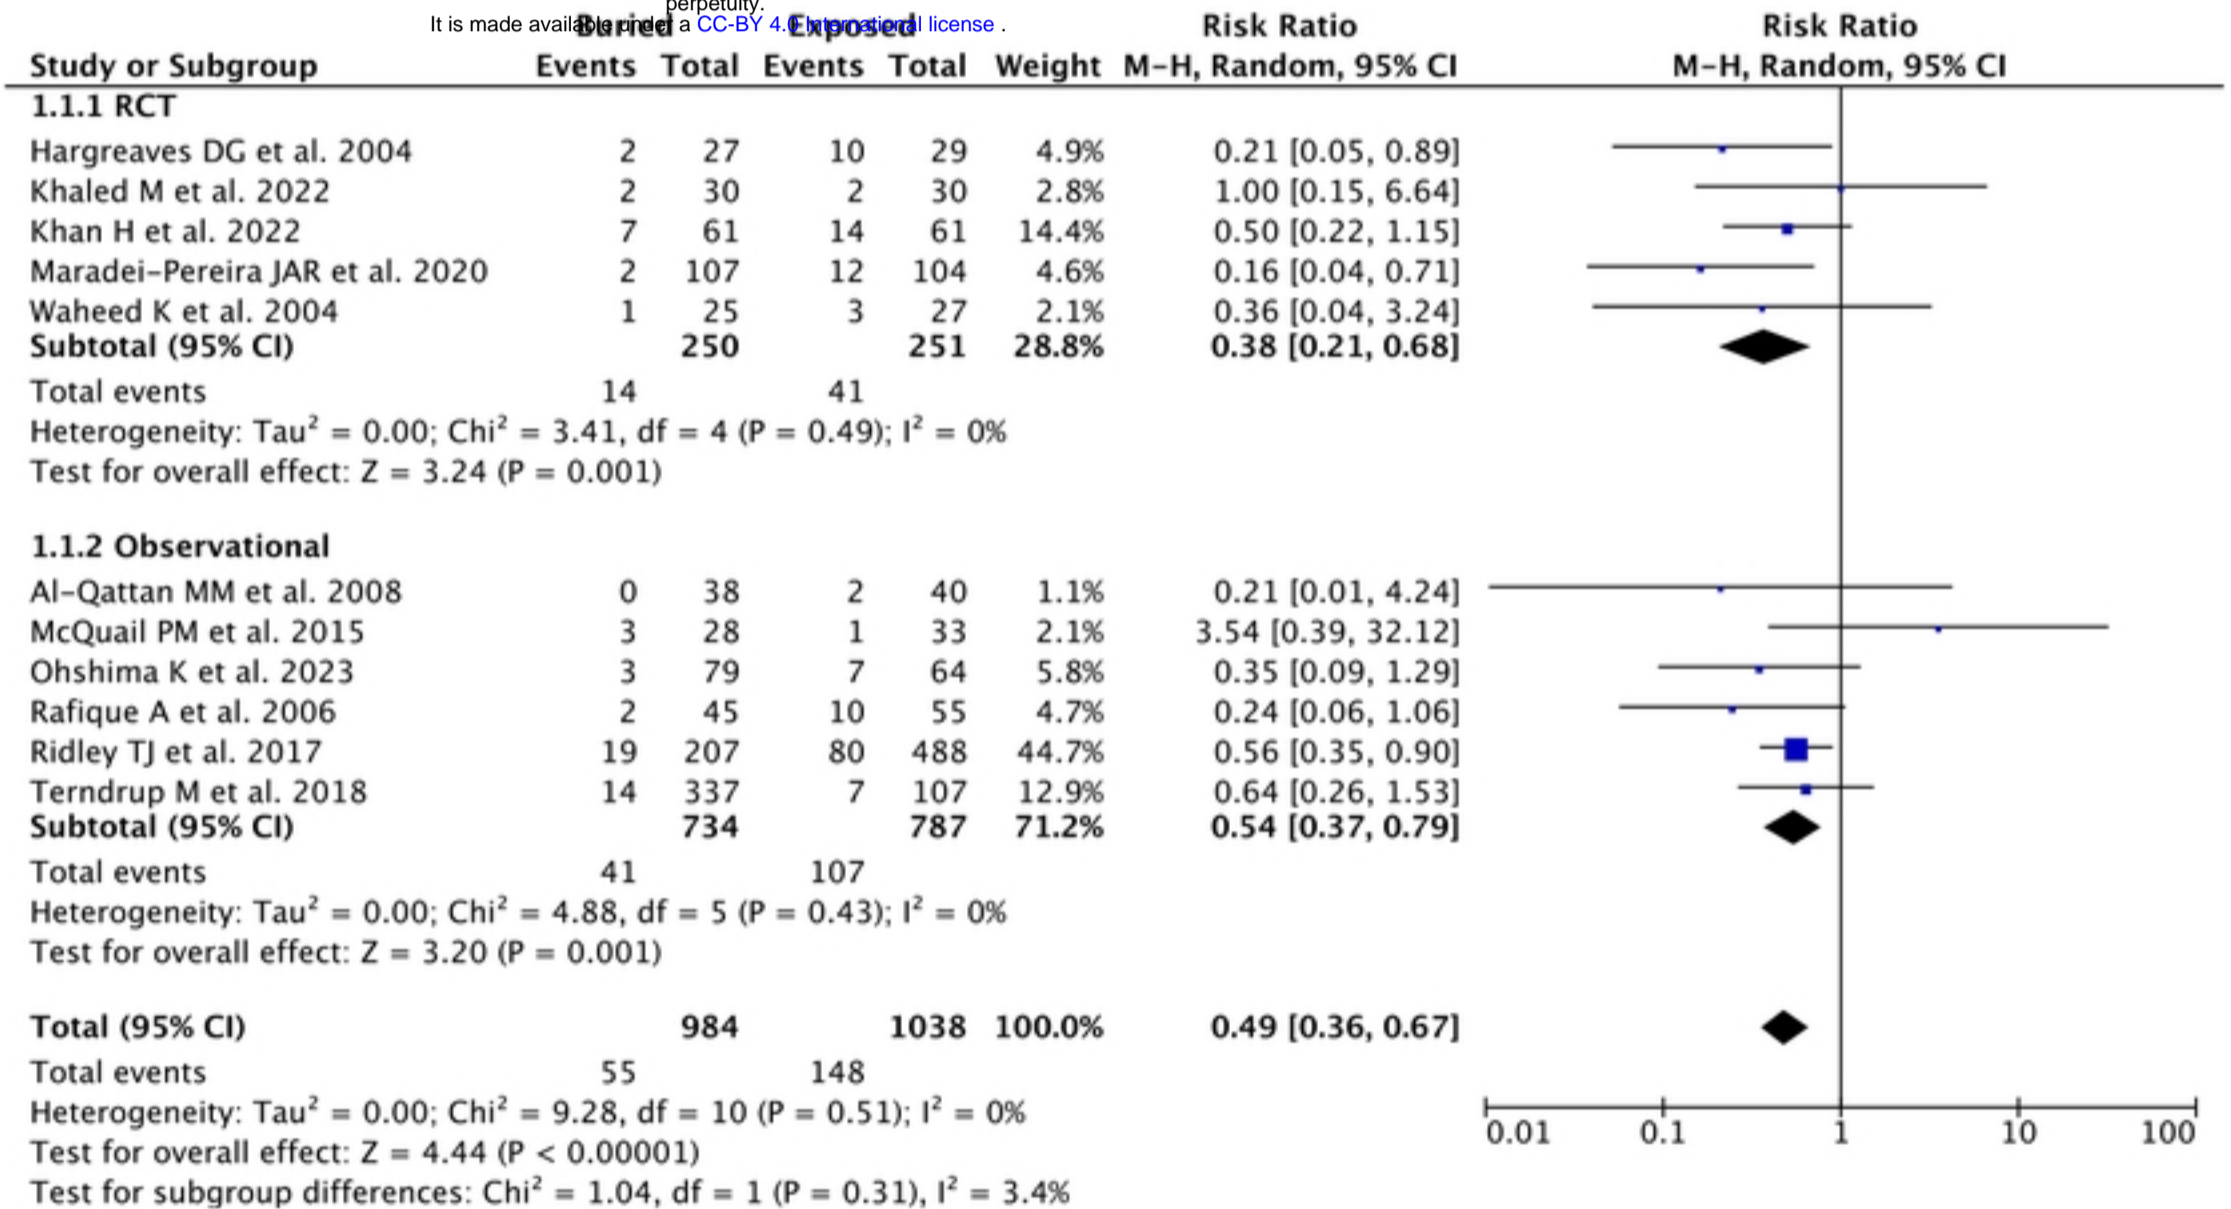 perpetuity.
It is made available under a CC-BY 4.0 International license .
Buried Exposed Risk Ratio Risk Ratio
Study or Subgroup Events Total Events Total Weight M-H, Random, 95% CI M-H, Random, 95% CI
1.1.1 RCT
Hargreaves DG et al. 2004 2 27 10 29 4.9% 0.21 [0.05, 0.89]
Khaled M et al. 2022 2 30 2 30 2.8% 1.00 [0.15, 6.64]
Khan H et al. 2022 7 61 14 61 14.4% 0.50 [0.22, 1.15]
Maradei-Pereira JAR et al. 2020 2 107 12 104 4.6% 0.16 [0.04, 0.71]
Waheed K et al. 2004 1 25 3 27 2.1% 0.36 [0.04, 3.24]
Subtotal (95% CI) 250 251 28.8% 0.38 [0.21, 0.68]
Total events 14 41
Heterogeneity: Tau² = 0.00; Chi² = 3.41, df = 4 (P = 0.49); I² = 0%
Test for overall effect: Z = 3.24 (P = 0.001)
1.1.2 Observational
Al-Qattan MM et al. 2008 0 38 2 40 1.1% 0.21 [0.01, 4.24]
McQuail PM et al. 2015 3 28 1 33 2.1% 3.54 [0.39, 32.12]
Ohshima K et al. 2023 3 79 7 64 5.8% 0.35 [0.09, 1.29]
Rafique A et al. 2006 2 45 10 55 4.7% 0.24 [0.06, 1.06]
Ridley TJ et al. 2017 19 207 80 488 44.7% 0.56 [0.35, 0.90]
Terndrup M et al. 2018 14 337 7 107 12.9% 0.64 [0.26, 1.53]
Subtotal (95% CI) 734 787 71.2% 0.54 [0.37, 0.79]
Total events 41 107
Heterogeneity: Tau² = 0.00; Chi² = 4.88, df = 5 (P = 0.43); I² = 0%
Test for overall effect: Z = 3.20 (P = 0.001)
Total (95% CI) 984 1038 100.0% 0.49 [0.36, 0.67]
Total events 55 148
Heterogeneity: Tau² = 0.00; Chi² = 9.28, df = 10 (P = 0.51); I² = 0%
Test for overall effect: Z = 4.44 (P < 0.00001)
Test for subgroup differences: Chi² = 1.04, df = 1 (P = 0.31), I² = 3.4%
0.01 0.1 1 10 100